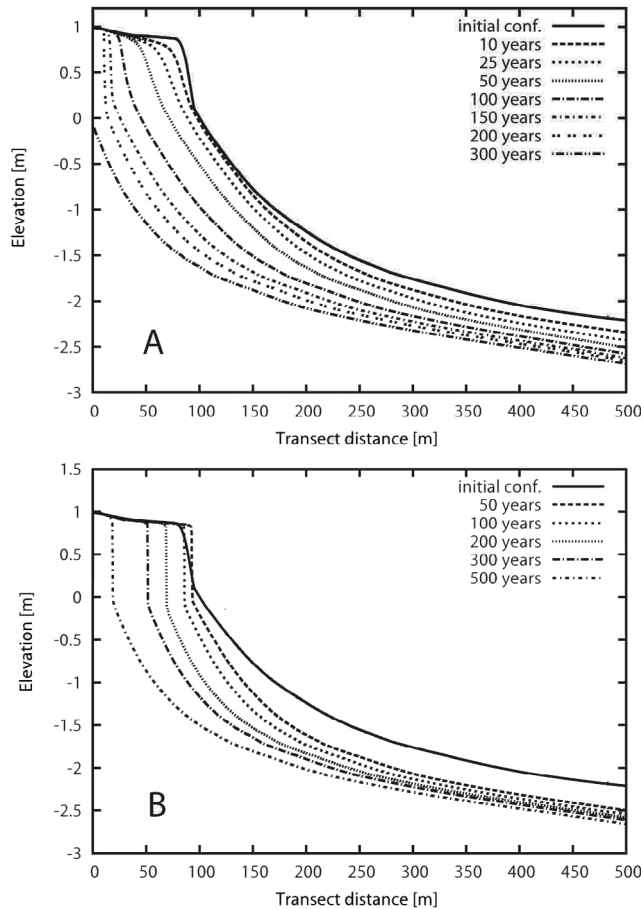 1
0.5
0
-0.5
-1
-1.5
-2
-2.5
-3
Elevation [m]
initial conf.
10 years
25 years
50 years
100 years
150 years
200 years
300 years
A
0 50 100 150 200 250 300 350 400 450 500
Transect distance [m]
1.5
1
0.5
0
-0.5
-1
-1.5
-2
-2.5
-3
Elevation [m]
initial conf.
50 years
100 years
200 years
300 years
500 years
B
0 50 100 150 200 250 300 350 400 450 500
Transect distance [m]